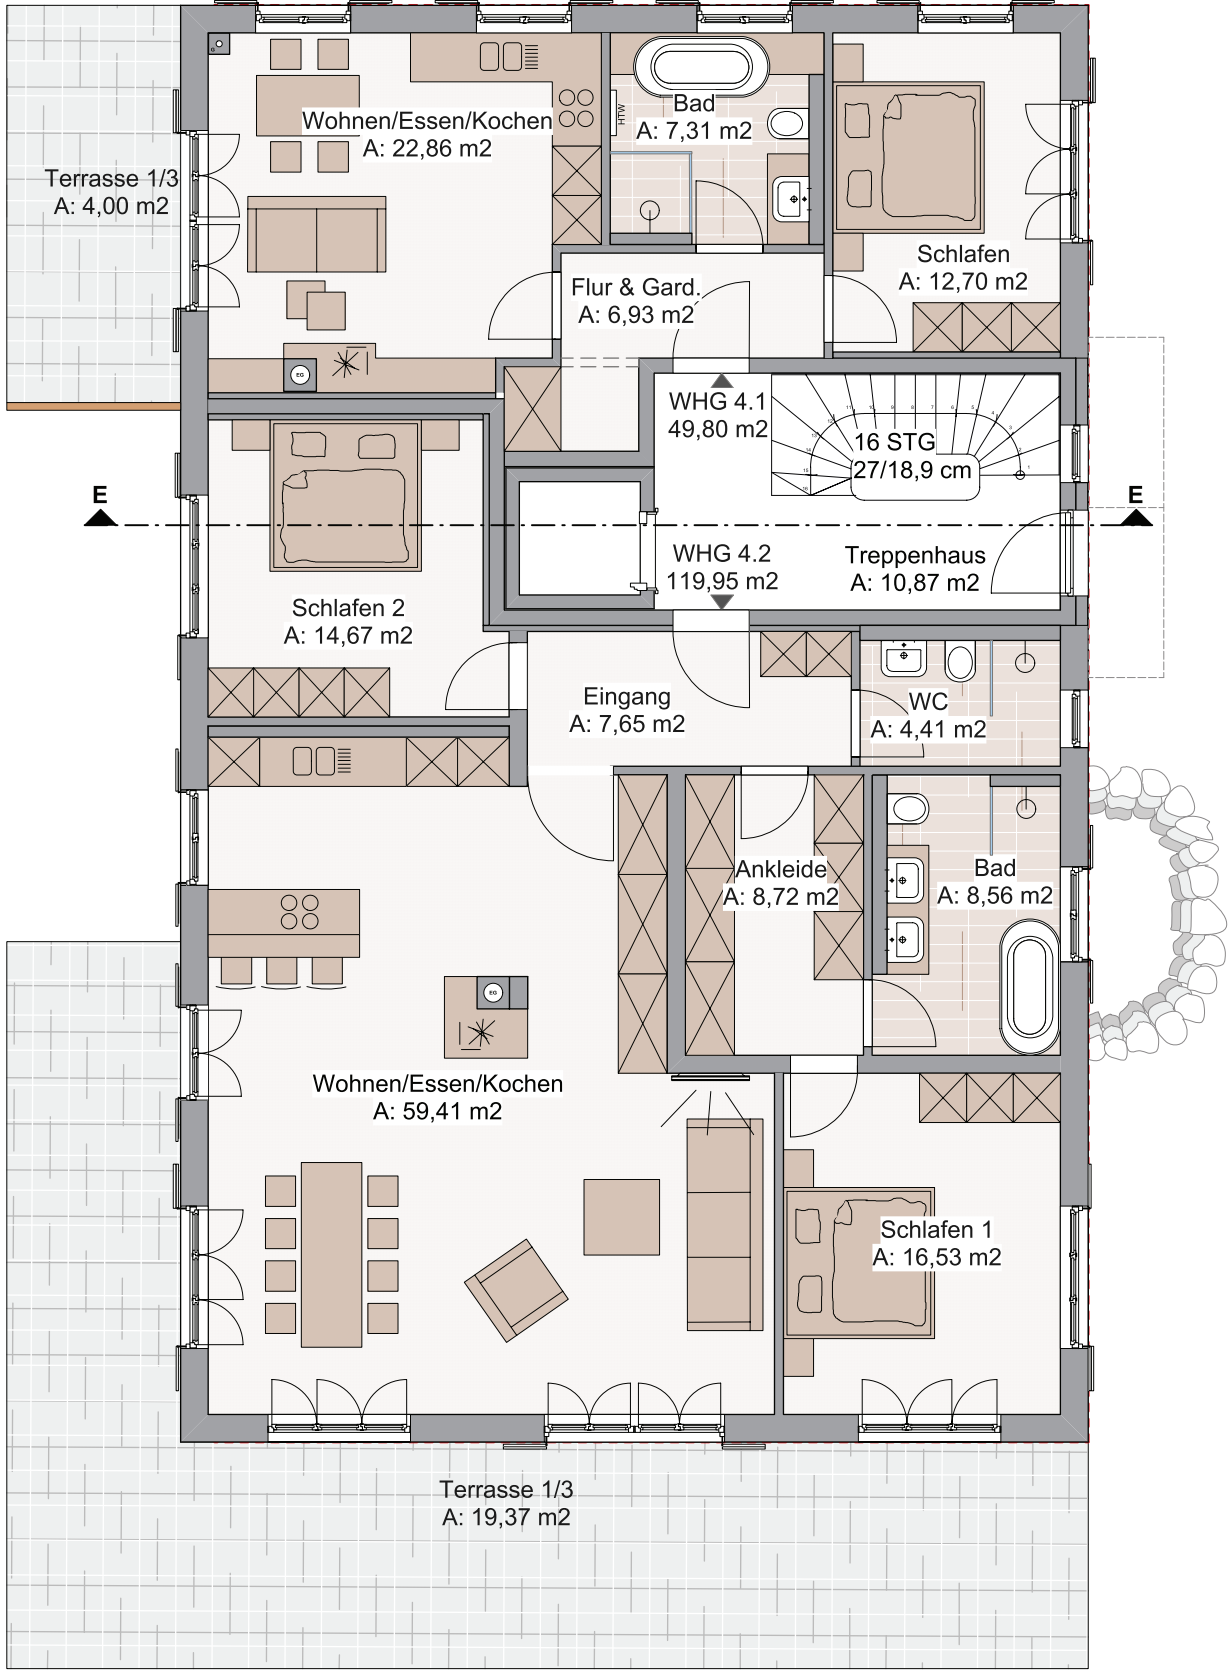 Wohnen/Essen/Kochen
A: 22,86 m2
HTW
Bad
A: 7,31 m2
Terrasse 1/3
A: 4,00 m2
Schlafen
A: 12,70 m2
Flur & Gard.
A: 6,93 m2
EG
WHG 4.1
49,80 m2
16 STG
27/18,9 cm
E
E
WHG 4.2
119,95 m2
Treppenhaus
A: 10,87 m2
Schlafen 2
A: 14,67 m2
Eingang
A: 7,65 m2
WC
A: 4,41 m2
Ankleide
A: 8,72 m2
Bad
A: 8,56 m2
EG
Wohnen/Essen/Kochen
A: 59,41 m2
Schlafen 1
A: 16,53 m2
Terrasse 1/3
A: 19,37 m2